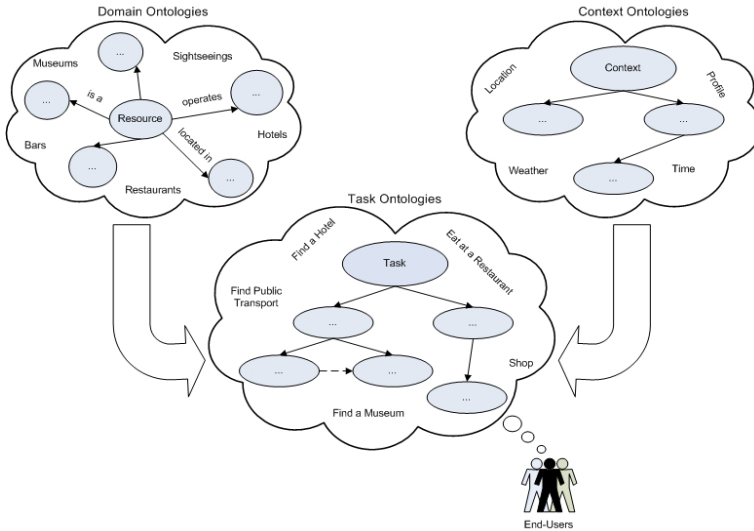 Domain Ontologies
Museums
Sightseeings
...
...
...
is a
operates
Resource
located in
Bars
Hotels
...
...
Restaurants
Context Ontologies
Location
Context
Profile
...
...
Weather
...
Time
Task Ontologies
Find a Hotel
Eat at a Restaurant
Task
Find Public
Transport
...
...
Shop
...
...
...
Find a Museum
End-Users